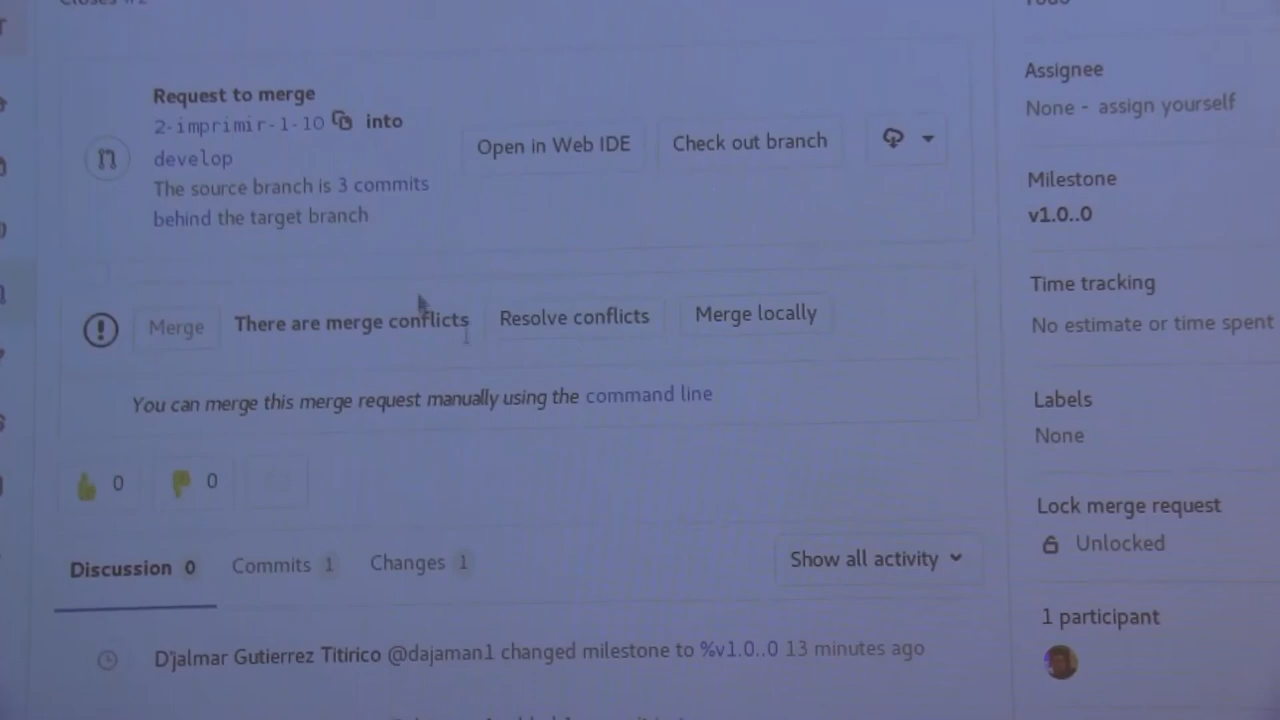 Request to merge
2-imprimir-1-10 into
develop
The source branch is 3 commits
behind the target branch
Open in Web IDE
Check out branch
Merge
There are merge conflicts
Resolve conflicts
Merge locally
You can merge this merge request manually using the command line
0
0
Discussion 0
Commits 1
Changes 1
Show all activity
D'jalmar Gutierrez Titirico @dajaman1 changed milestone to %v1.0..0 13 minutes ago
Assignee
None - assign yourself
Milestone
v1.0..0
Time tracking
No estimate or time spent
Labels
None
Lock merge request
Unlocked
1 participant